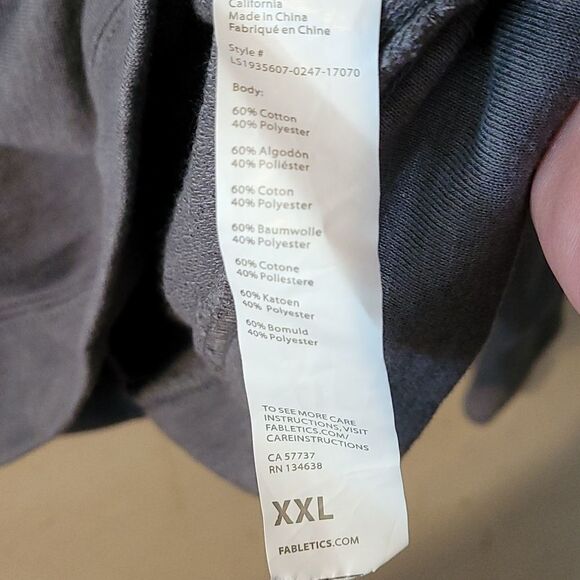 California
Made in China
Fabriqué en Chine
Style #
LS1935607-0247-17070
Body:
60% Cotton
40% Polyester
60% Algodón
40% Poliéster
60% Coton
40% Polyester
60% Baumwolle
40% Polyester
60% Cotone
40% Poliestere
60% Katoen
40% Polyester
60% Bomuld
40% Polyester
TO SEE MORE CARE
INSTRUCTIONS, VISIT
FABLETICS.COM/
CAREINSTRUCTIONS
CA 57737
RN 134638
XXL
FABLETICS.COM